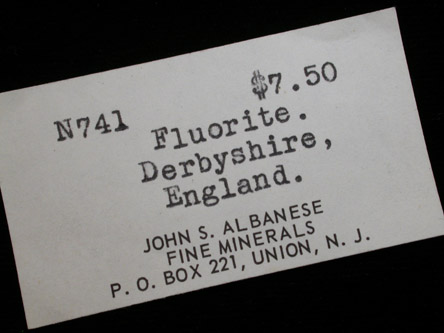 $7.50
N741
Fluorite.
Derbyshire,
England.
JOHN S. ALBANESE
FINE MINERALS
P. O. BOX 221, UNION, N. J.